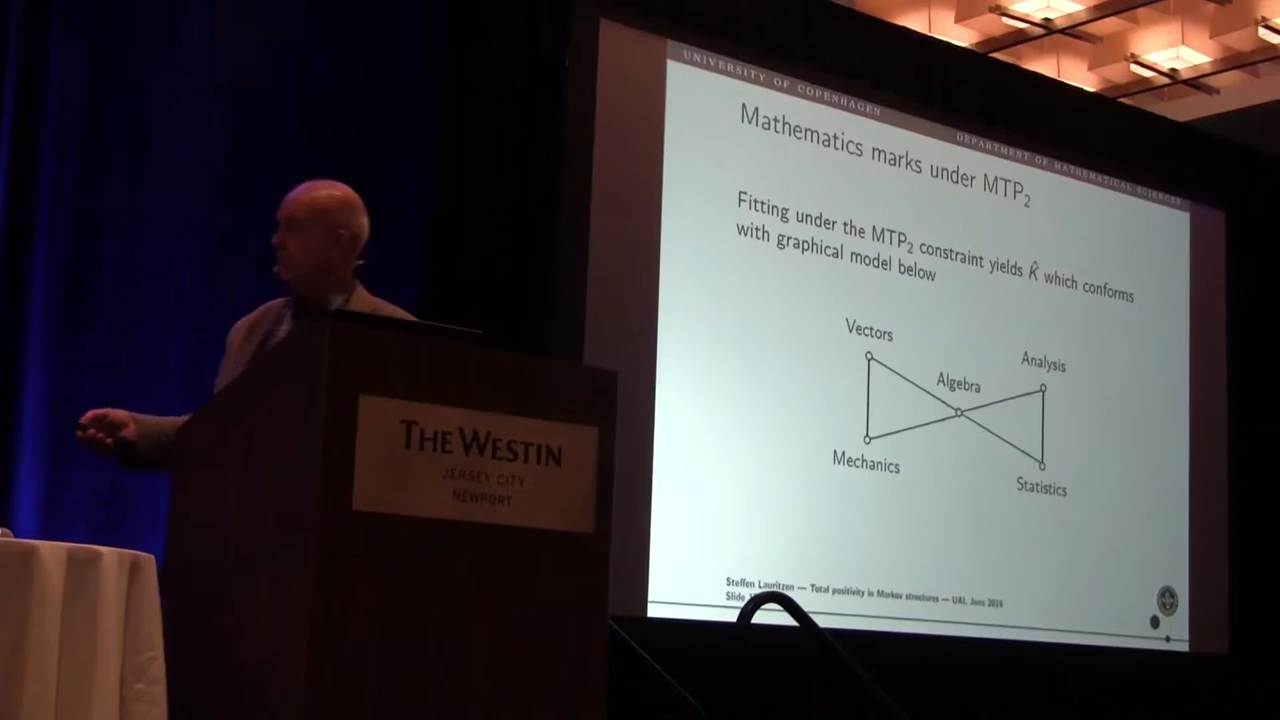 UNIVERSITY OF COPENHAGEN
DEPARTMENT OF MATHEMATICAL SCIENCES
Mathematics marks under MTP₂
Fitting under the MTP₂ constraint yields K̂ which conforms
with graphical model below
Vectors
Analysis
Algebra
Mechanics
Statistics
Steffen Lauritzen — Total positivity in Markov structures — UAI, June 2016
Slide
THE WESTIN
JERSEY CITY
NEWPORT